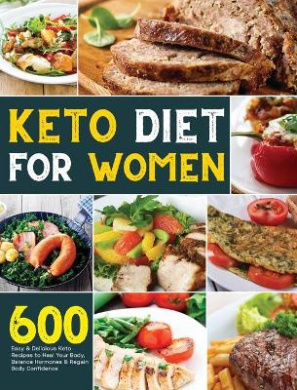 KETO DIET
FOR WOMEN
600
Easy & Delicious Keto
Recipes to Heal Your Body,
Balance Hormones & Regain
Body Confidence